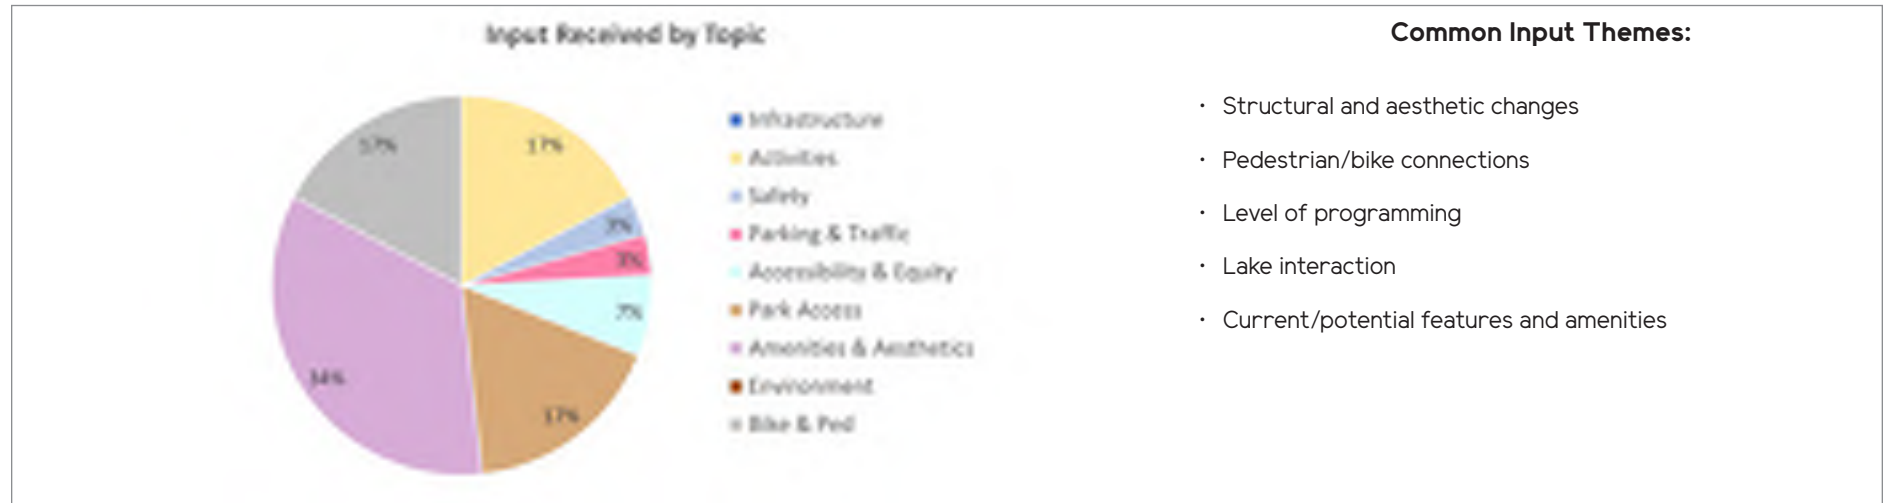 Input Received by Topic
17%
17%
3%
3%
7%
17%
34%
Infrastructure
Activities
Safety
Parking & Traffic
Accessibility & Equity
Park Access
Amenities & Aesthetics
Environment
Bike & Ped
Common Input Themes:
· Structural and aesthetic changes
· Pedestrian/bike connections
· Level of programming
· Lake interaction
· Current/potential features and amenities